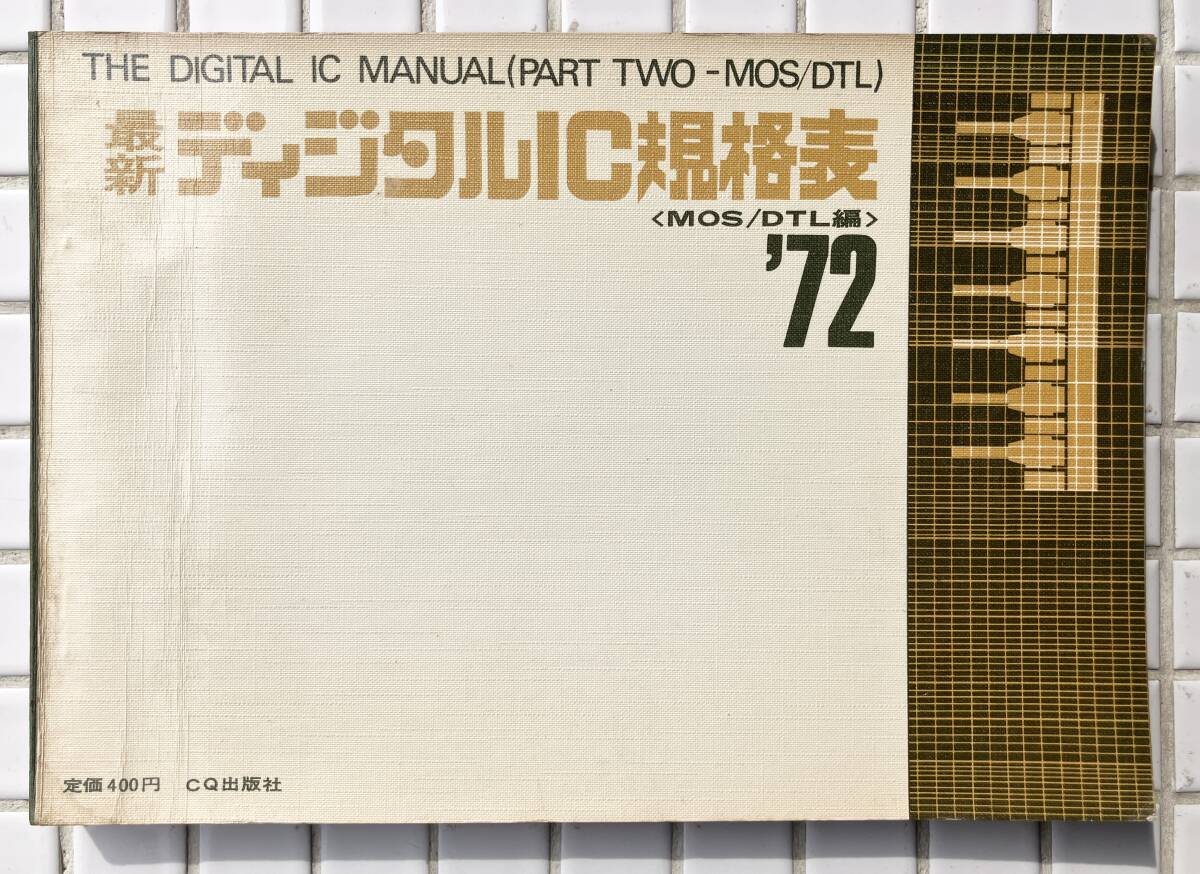 THE DIGITAL IC MANUAL(PART TWO-MOS/DTL)
最新 ディジタルIC規格表
<MOS/DTL編>
'72
定価400円 CQ出版社